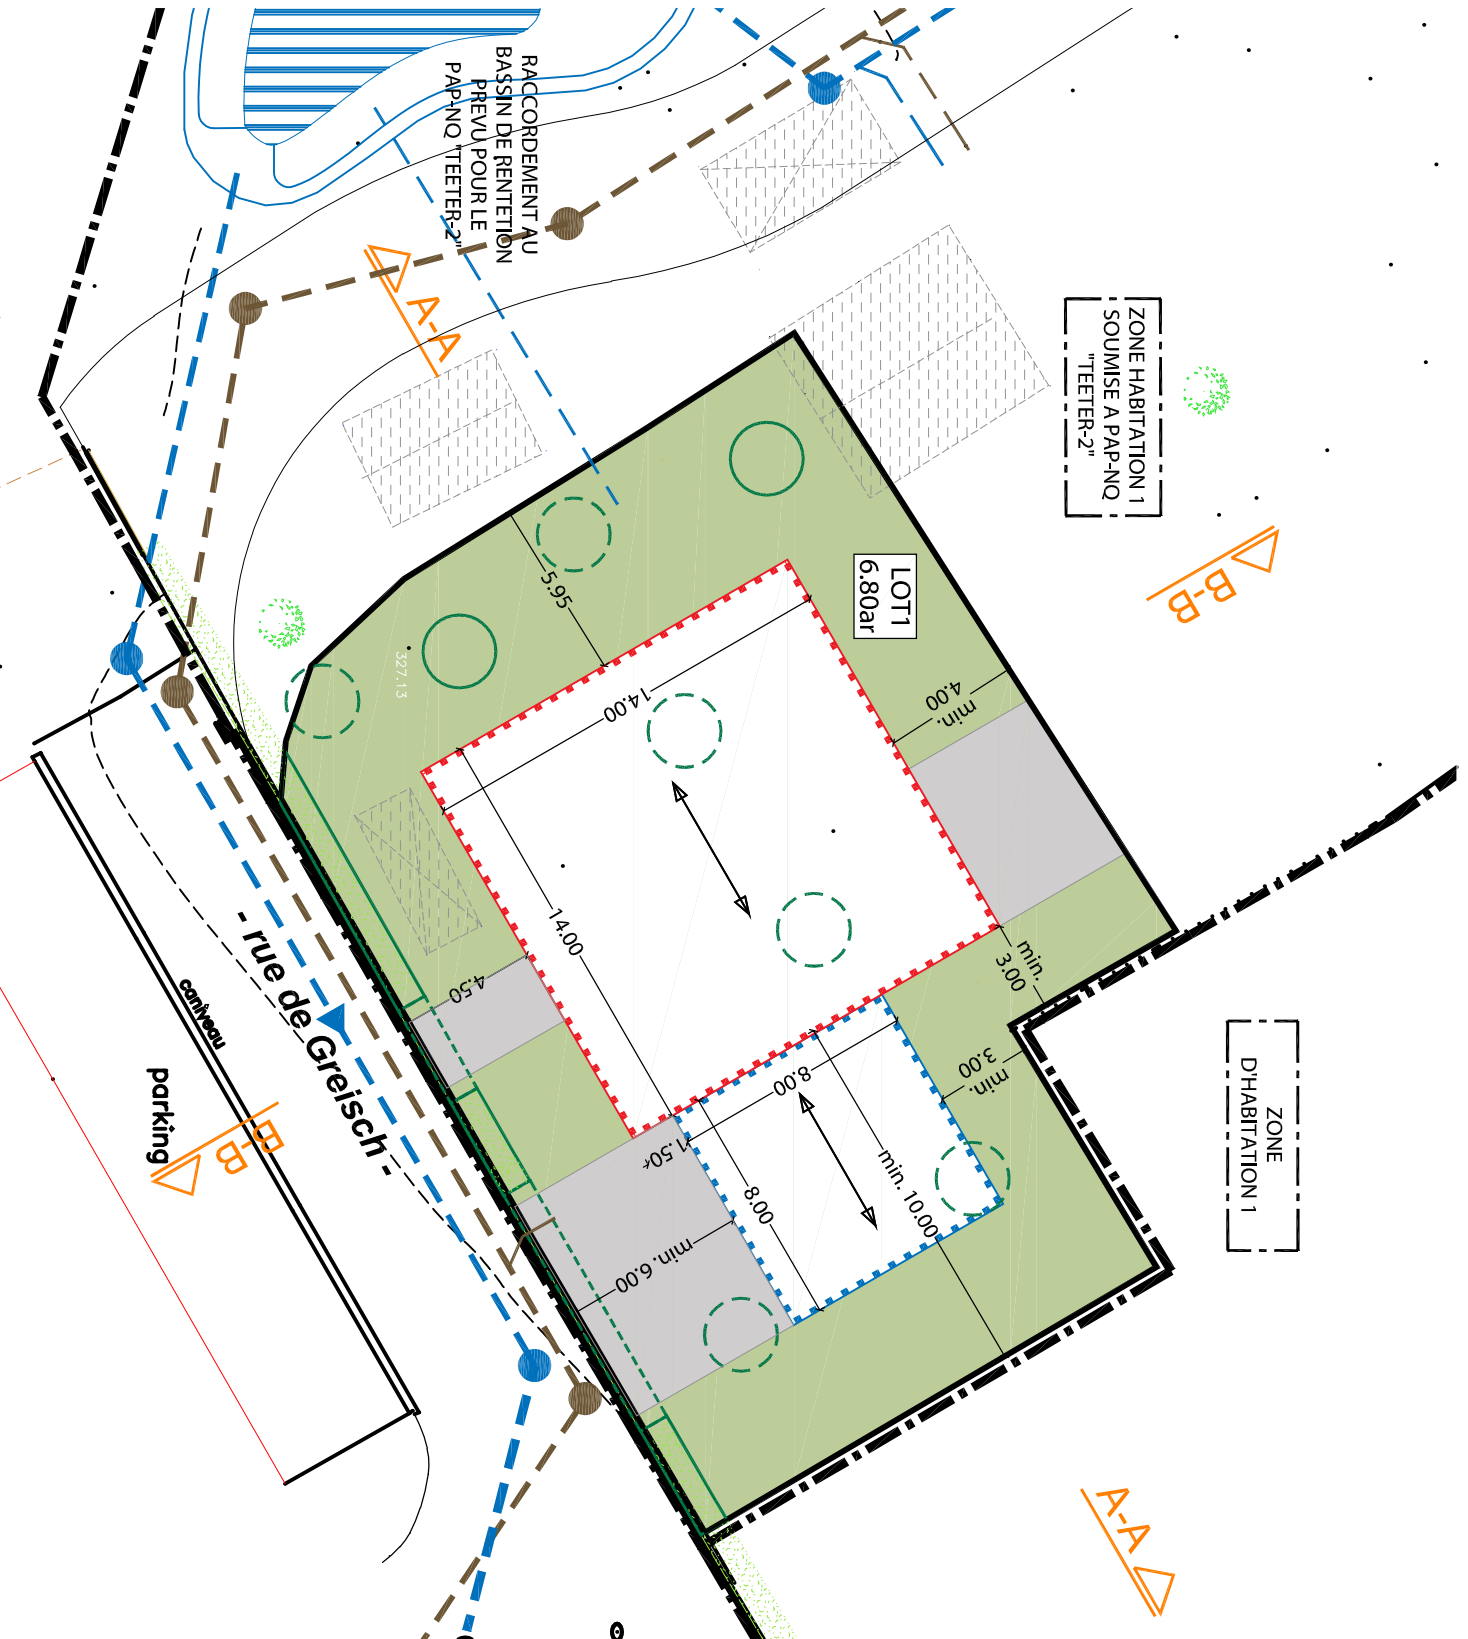 RACCORDEMENT AU
BASSIN DE RENTETION
PREVU POUR LE
PAP-NQ "TEETER-2"
A-A
ZONE HABITATION 1
SOUMISE A PAP-NQ
"TEETER-2"
B-B
LOT1
6.80ar
5.95
327.13
14.00
4.00
min.
14.00
4.50
min.
3.00
3.00
min.
8.00
1.50
8.00
min. 10.00
min. 6.00
- rue de Greisch -
caniveau
parking
B-B
ZONE
D'HABITATION 1
A-A